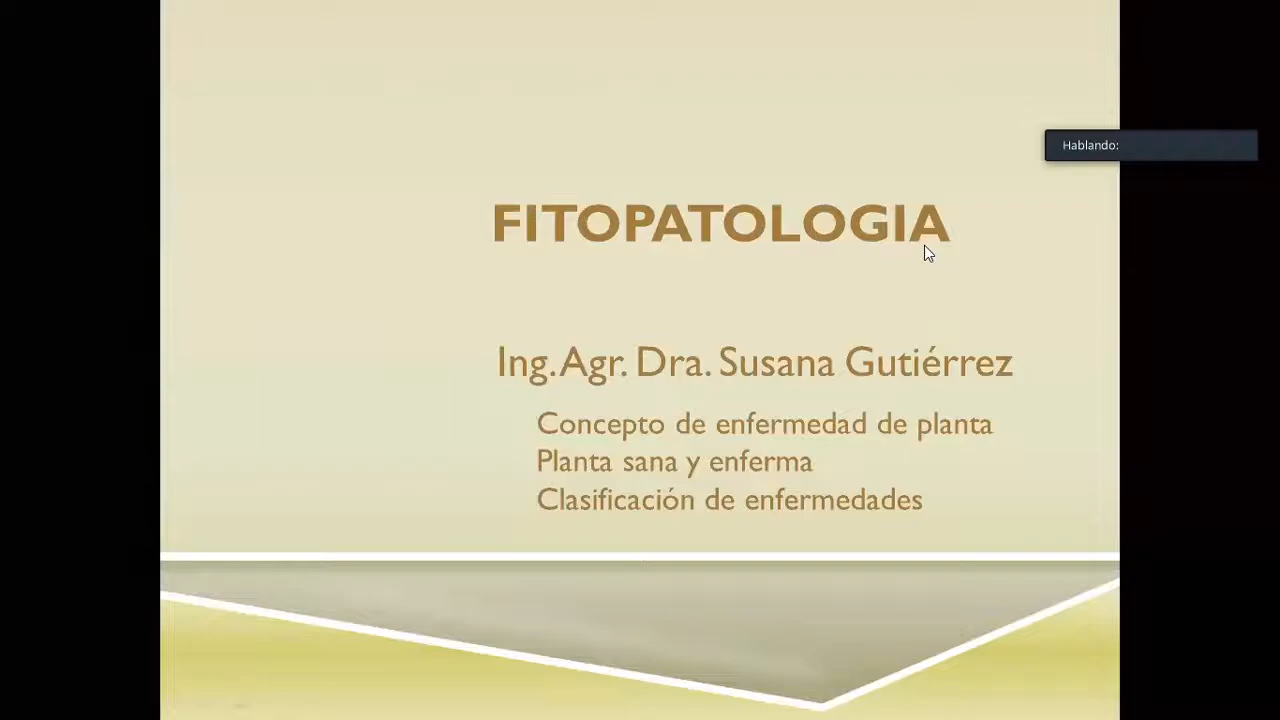 Hablando:
FITOPATOLOGIA
Ing. Agr. Dra. Susana Gutiérrez
Concepto de enfermedad de planta
Planta sana y enferma
Clasificación de enfermedades